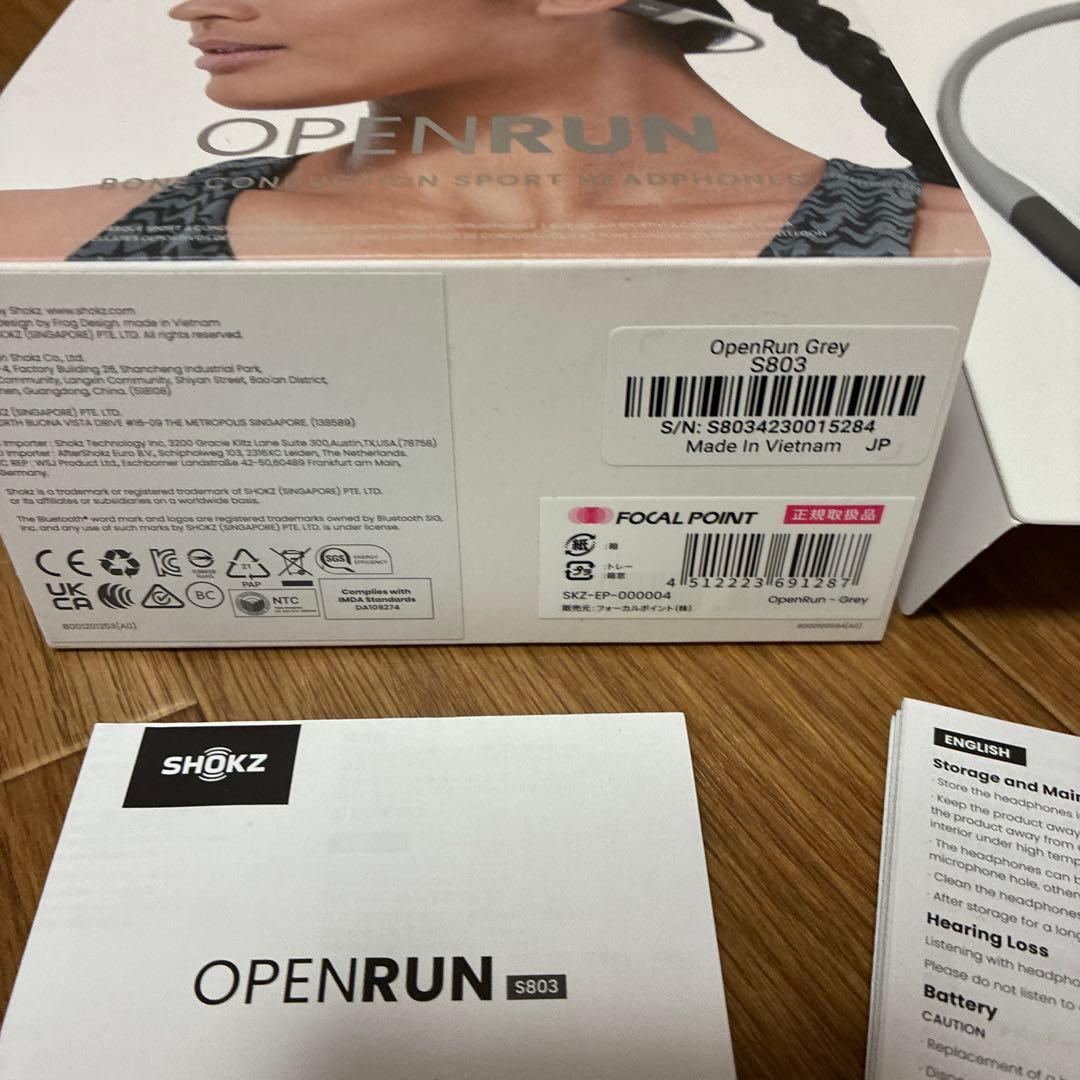 OPENRUN
BONE CONDUCTION SPORT HEADPHONES
by Shokz www.shokz.com
Design by Frog Design. made in Vietnam
SHOKZ (SINGAPORE) PTE. LTD. All rights reserved.
Shokz Co., Ltd.
-4, Factory Building 26, Shancheng Industrial Park,
Community, Langxin Community, Shiyan Street, Bao'an District,
Guangdong, China. (518108)
(SINGAPORE) PTE. LTD.
BUONA VISTA DRIVE #16-09 THE METROPOLIS SINGAPORE. (138589)
Importer : Shokz Technology Inc, 3200 Gracie Kiltz Lane Suite 300,Austin,TX,USA.(78758)
Importer : AfterShokz Euro B.V., Schipholweg 103, 2316XC Leiden, The Netherlands.
REP : WSJ Product Ltd., Eschborner Landstraße 42-50,60489 Frankfurt am Main,
Germany.
Shokz is a trademark or registered trademark of SHOKZ (SINGAPORE) PTE. LTD.
or its affiliates or subsidiaries on a worldwide basis.
The Bluetooth® word mark and logos are registered trademarks owned by Bluetooth SIG,
Inc. and any use of such marks by SHOKZ (SINGAPORE) PTE. LTD. is under license.
CE
RoHS
21
PAP
SGS ENERGY EFFICIENCY
UK
CA
BC
NTC
Complies with
IMDA Standards
DA109274
8001201253(A0)
OpenRun Grey
S803
S/N: S8034230015284
Made In Vietnam JP
FOCAL POINT 正規取扱品
紙 :箱
プラ :トレー
:箱窓
4 512223 691287
SKZ-EP-000004
OpenRun - Grey
販売元:フォーカルポイント(株)
8000100594(A0)
SHOKZ
OPENRUN S803
ENGLISH
Storage and Main
· Store the headphones
· Keep the product away
the product away from
interior under high temp
· The headphones can b
microphone hole, other
· Clean the headphones
· After storage for a long
Hearing Loss
Listening with headpho
Please do not listen to
Battery
CAUTION
· Replacement of a b
· Dispo